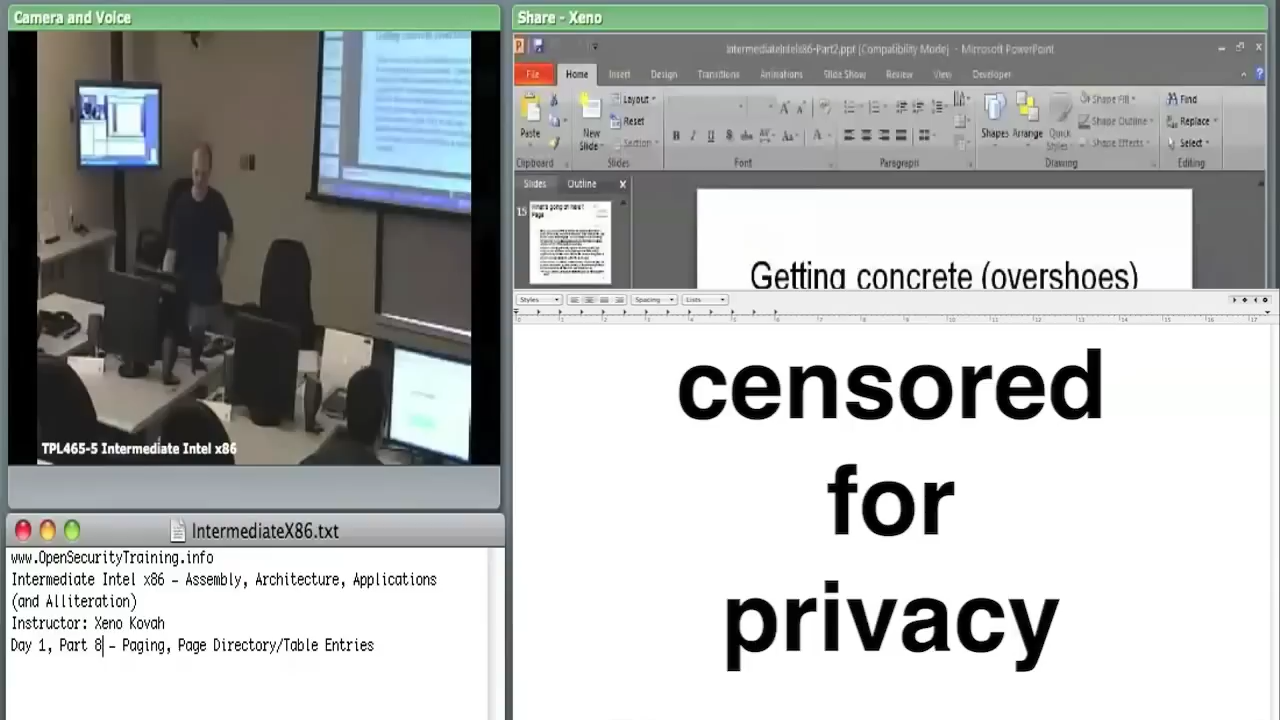 Camera and Voice
TPL465-5 Intermediate Intel x86
IntermediateX86.txt
www.OpenSecurityTraining.info
Intermediate Intel x86 – Assembly, Architecture, Applications
(and Alliteration)
Instructor: Xeno Kovah
Day 1, Part 8 – Paging, Page Directory/Table Entries
Share - Xeno
IntermediateIntelx86-Part2.ppt [Compatibility Mode] - Microsoft PowerPoint
File Home Insert Design Transitions Animations Slide Show Review View Developer
Paste
New Slide
Layout
Reset
Section
Shapes
Arrange
Quick Styles
Shape Fill
Shape Outline
Shape Effects
Find
Replace
Select
Clipboard Slides Font Paragraph Drawing Editing
Slides Outline
15
Getting concrete (overshoes)
Styles Spacing Lists
censored
for
privacy